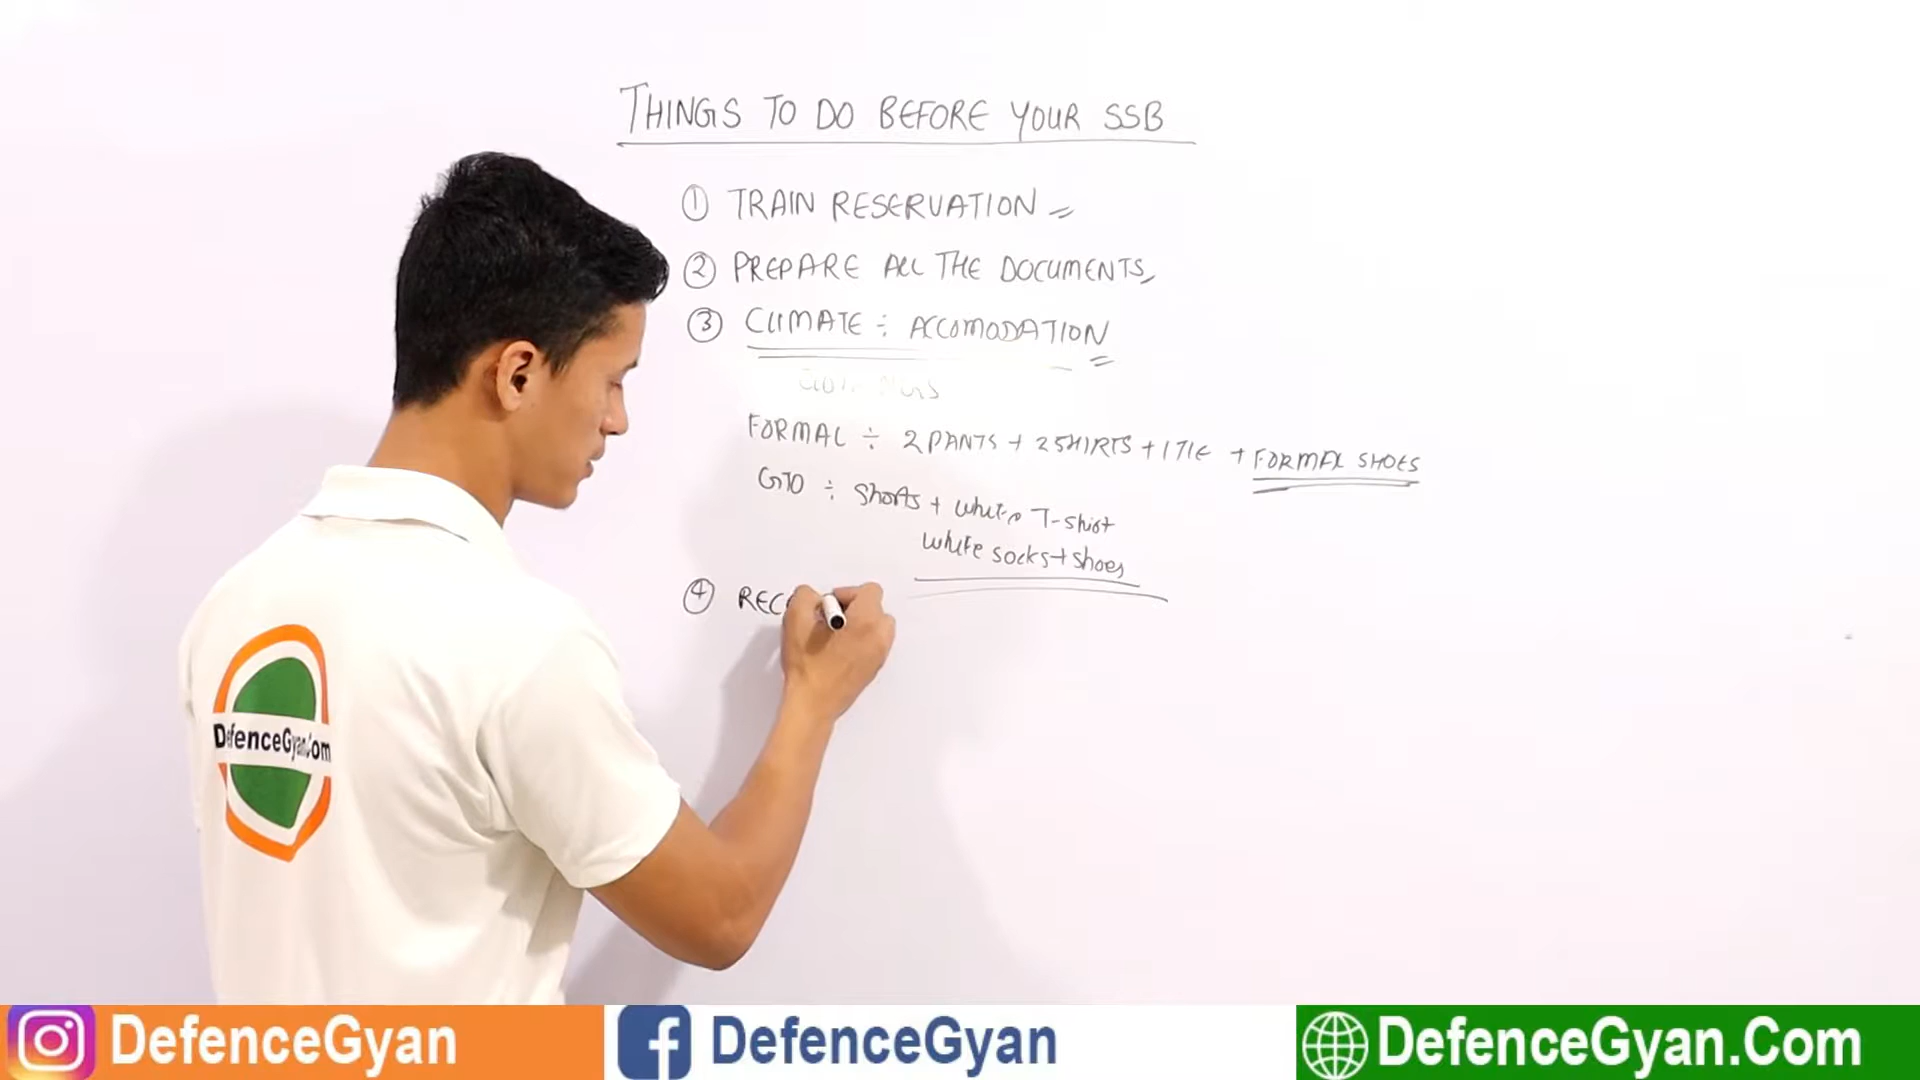 THINGS TO DO BEFORE YOUR SSB
① TRAIN RESERVATION
② PREPARE ALL THE DOCUMENTS
③ CLIMATE ÷ ACCOMODATION
FORMAL ÷ 2 PANTS + 2 SHIRTS + 1 TIE + FORMAL SHOES
GTO ÷ Shorts + white T-shirt
white socks + shoes
④ REC
DefenceGyan.Com
DefenceGyan
DefenceGyan
DefenceGyan.Com